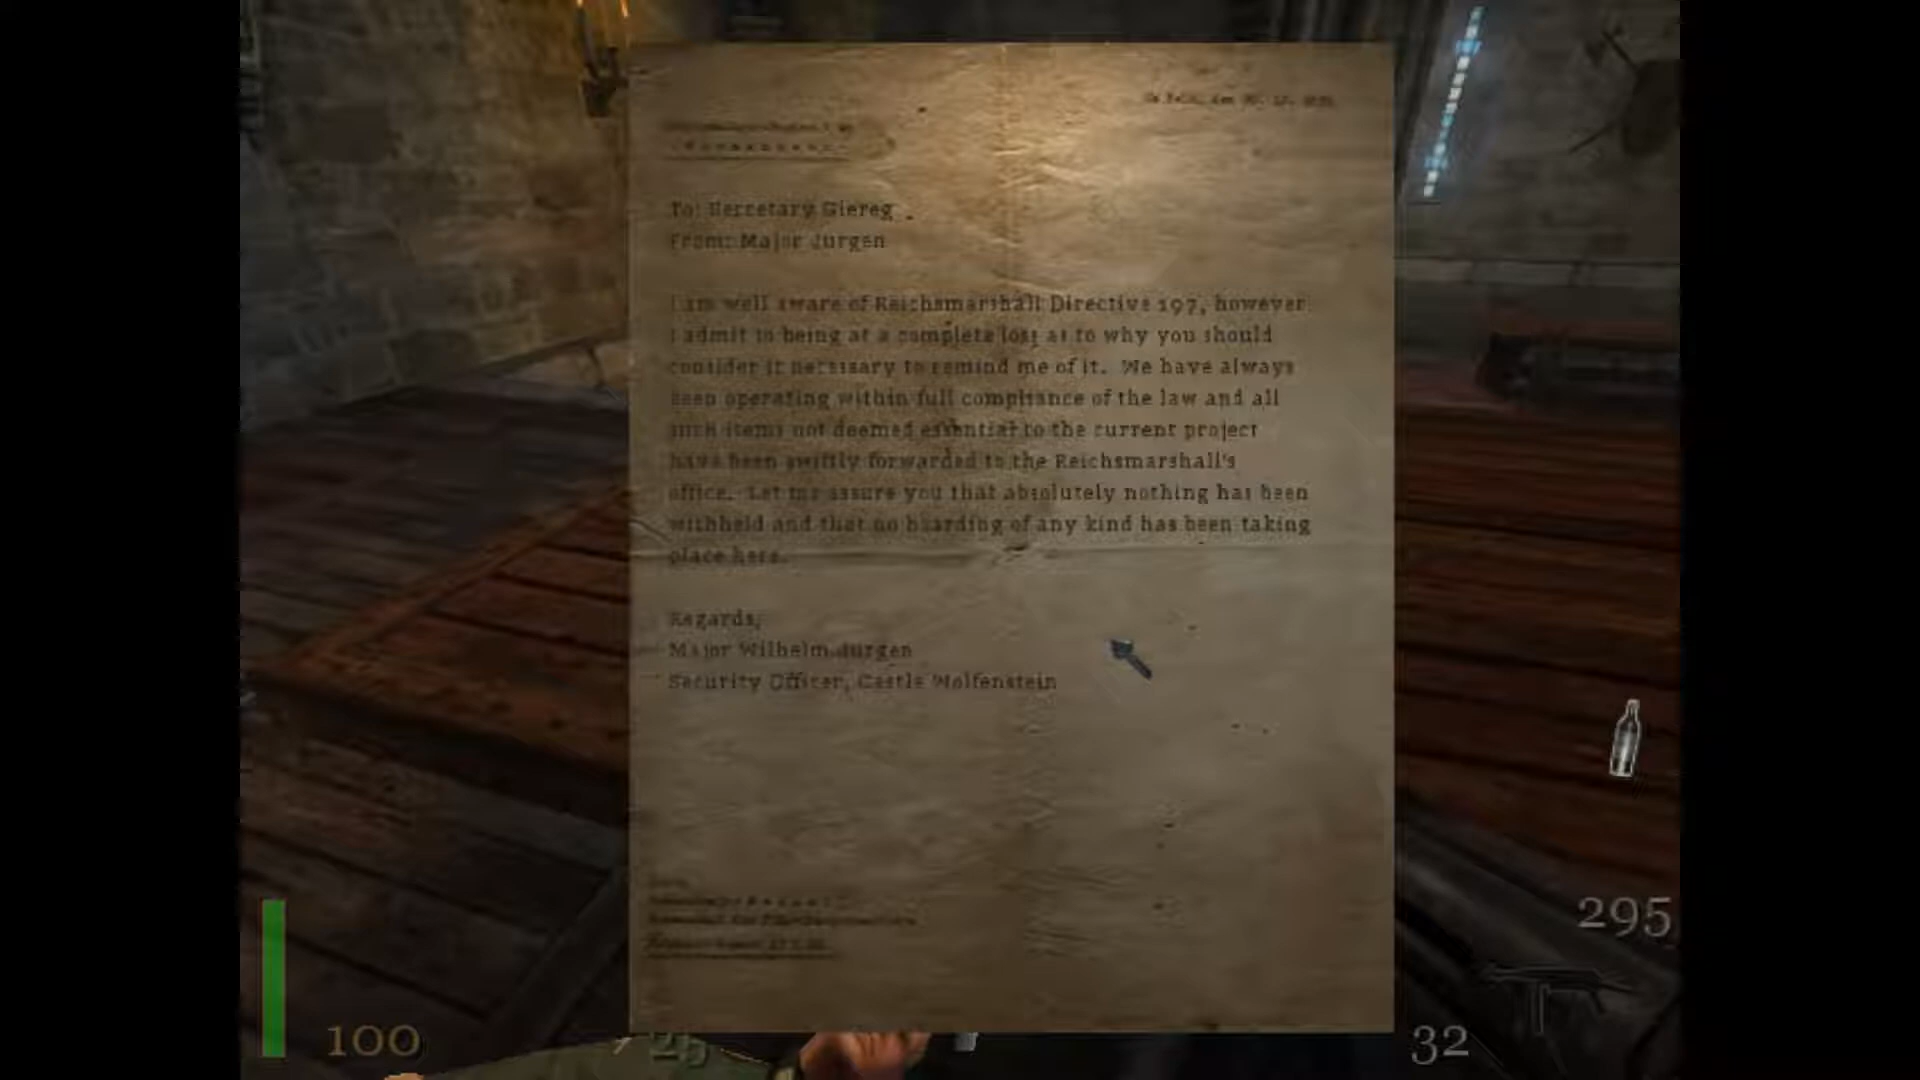 To: Secretary Giereg
From: Major Jurgen
I am well aware of Reichsmarshall Directive 197, however
I admit to being at a complete loss as to why you should
consider it necessary to remind me of it. We have always
been operating within full compliance of the law and all
such items not deemed essential to the current project
have been swiftly forwarded to the Reichsmarshall's
office. Let me assure you that absolutely nothing has been
withheld and that no hoarding of any kind has been taking
place here.
Regards,
Major Wilhelm Jurgen
Security Officer, Castle Wolfenstein
295
100
25
32